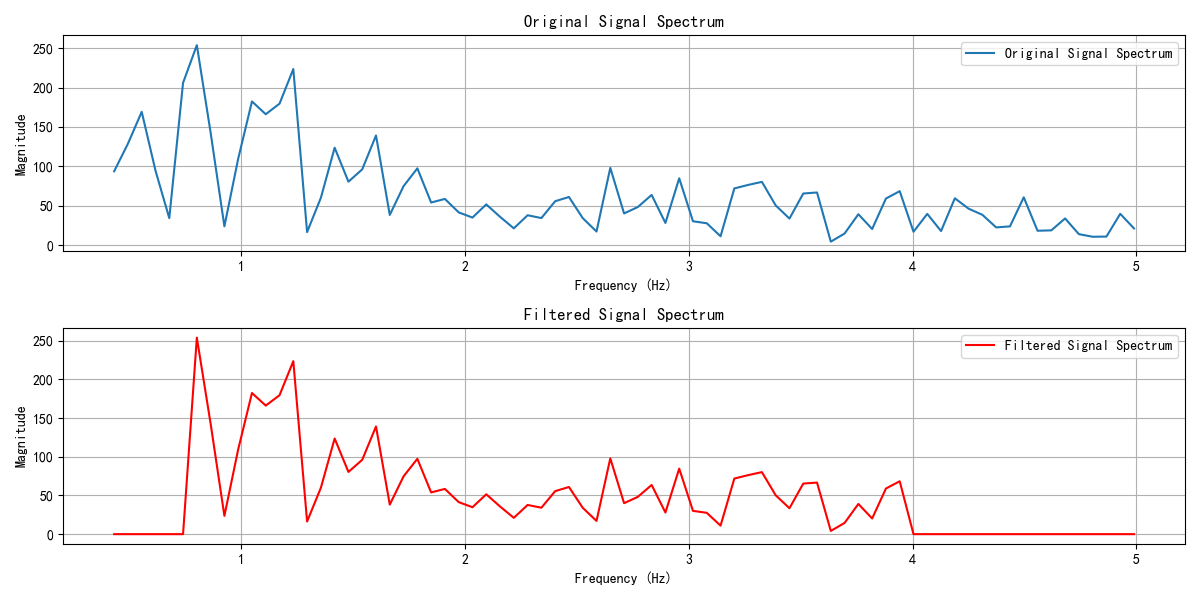 Original Signal Spectrum
250
200
150
100
50
0
Magnitude
Original Signal Spectrum
1
2
3
4
5
Frequency (Hz)
Filtered Signal Spectrum
250
200
150
100
50
0
Magnitude
Filtered Signal Spectrum
1
2
3
4
5
Frequency (Hz)